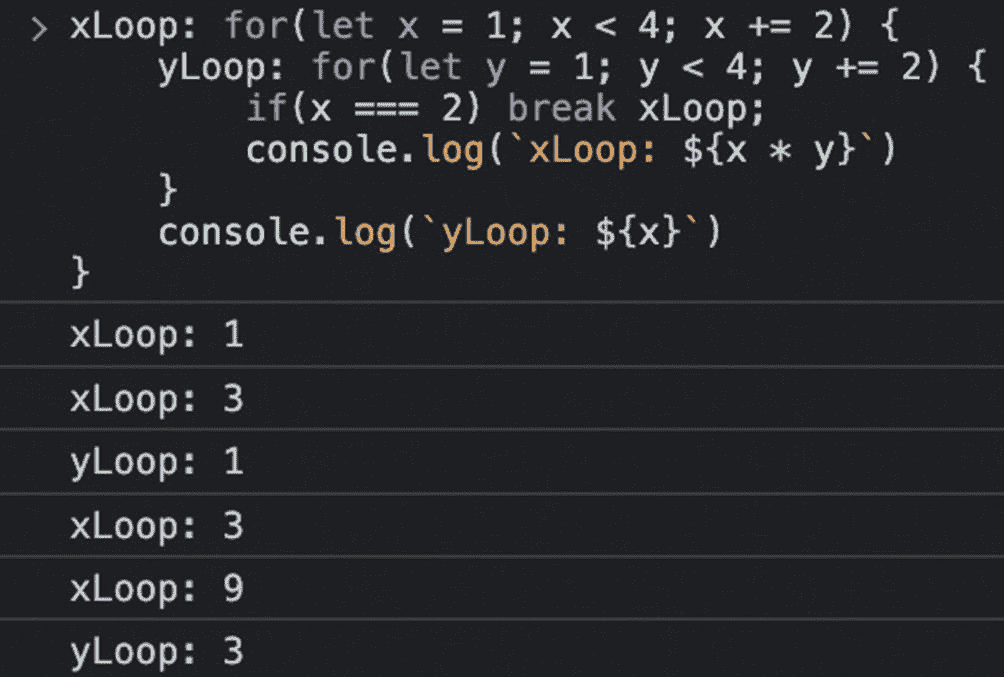 > xLoop: for(let x = 1; x < 4; x += 2) {
yLoop: for(let y = 1; y < 4; y += 2) {
if(x === 2) break xLoop;
console.log(`xLoop: ${x * y}`)
}
console.log(`yLoop: ${x}`)
}
xLoop: 1
xLoop: 3
yLoop: 1
xLoop: 3
xLoop: 9
yLoop: 3